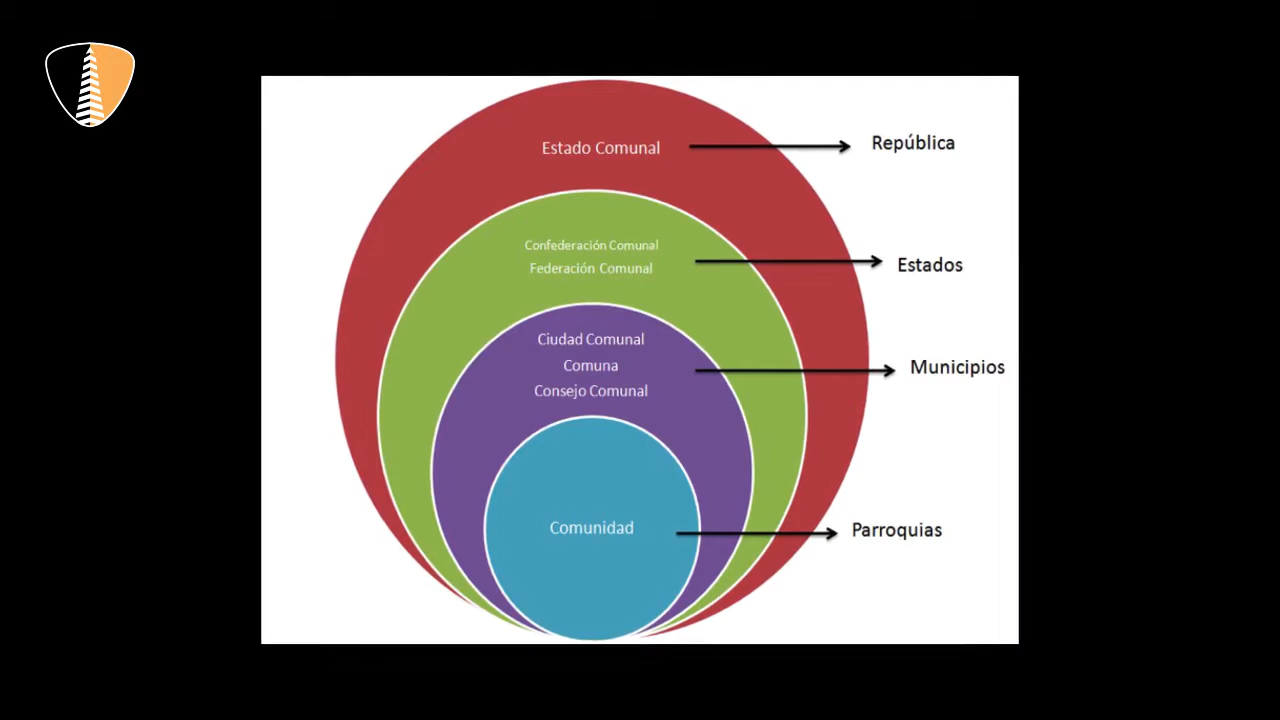 Estado Comunal
República
Confederación Comunal
Federación Comunal
Estados
Ciudad Comunal
Comuna
Consejo Comunal
Municipios
Comunidad
Parroquias